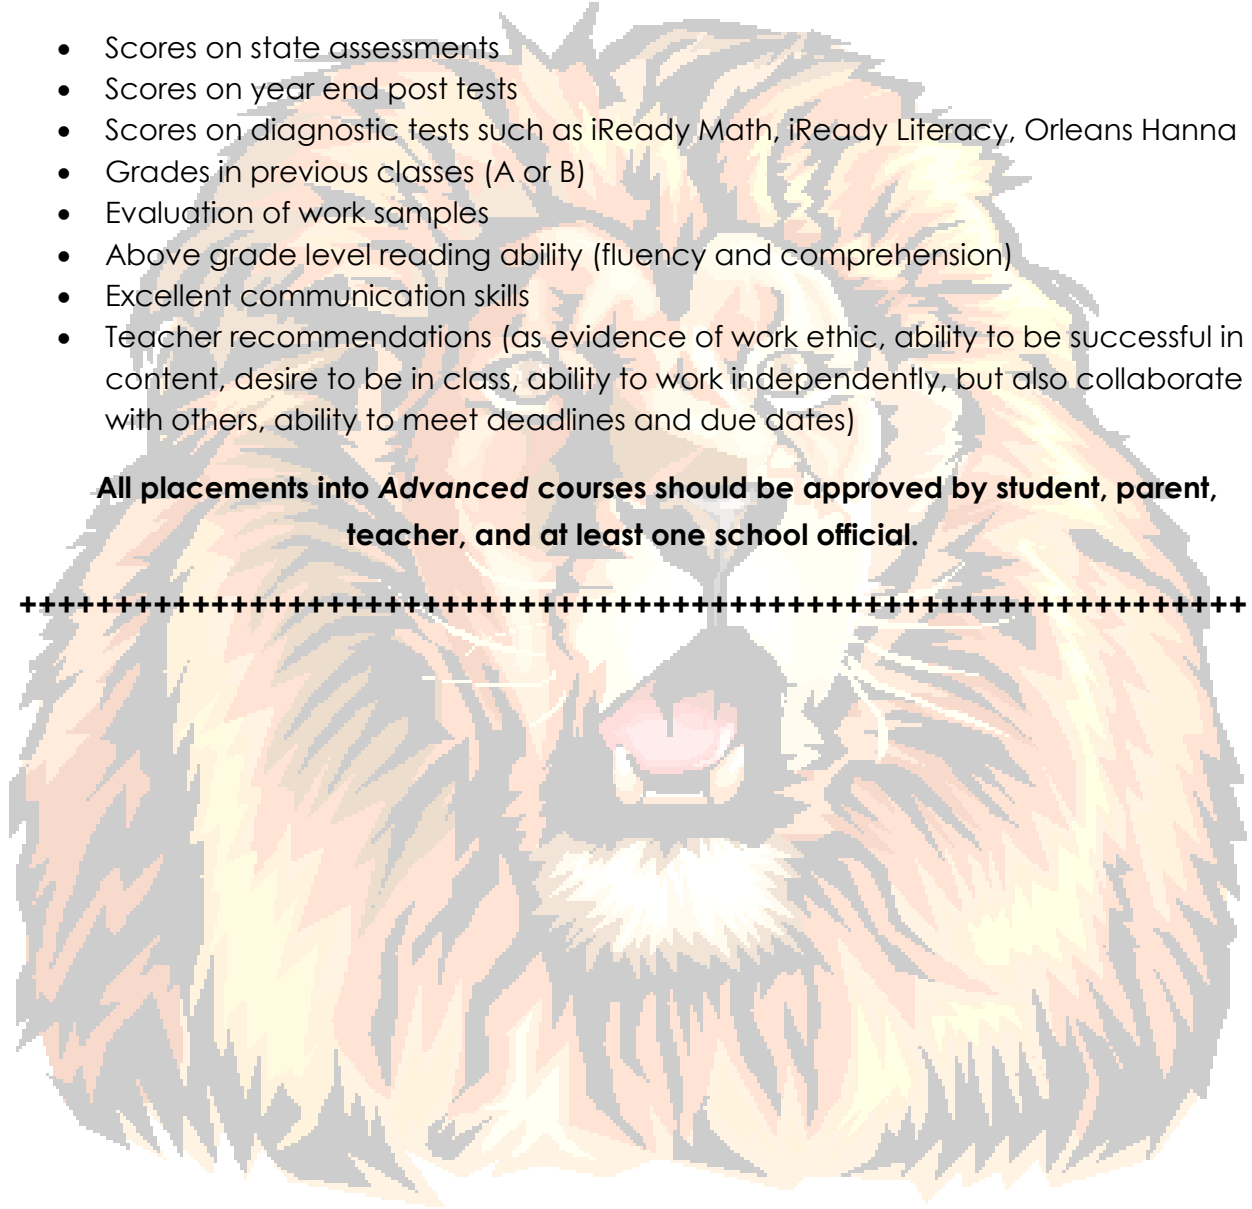 • Scores on state assessments
• Scores on year end post tests
• Scores on diagnostic tests such as iReady Math, iReady Literacy, Orleans Hanna
• Grades in previous classes (A or B)
• Evaluation of work samples
• Above grade level reading ability (fluency and comprehension)
• Excellent communication skills
• Teacher recommendations (as evidence of work ethic, ability to be successful in
content, desire to be in class, ability to work independently, but also collaborate
with others, ability to meet deadlines and due dates)
All placements into Advanced courses should be approved by student, parent,
teacher, and at least one school official.
++++++++++++++++++++++++++++++++++++++++++++++++++++++++++++++++